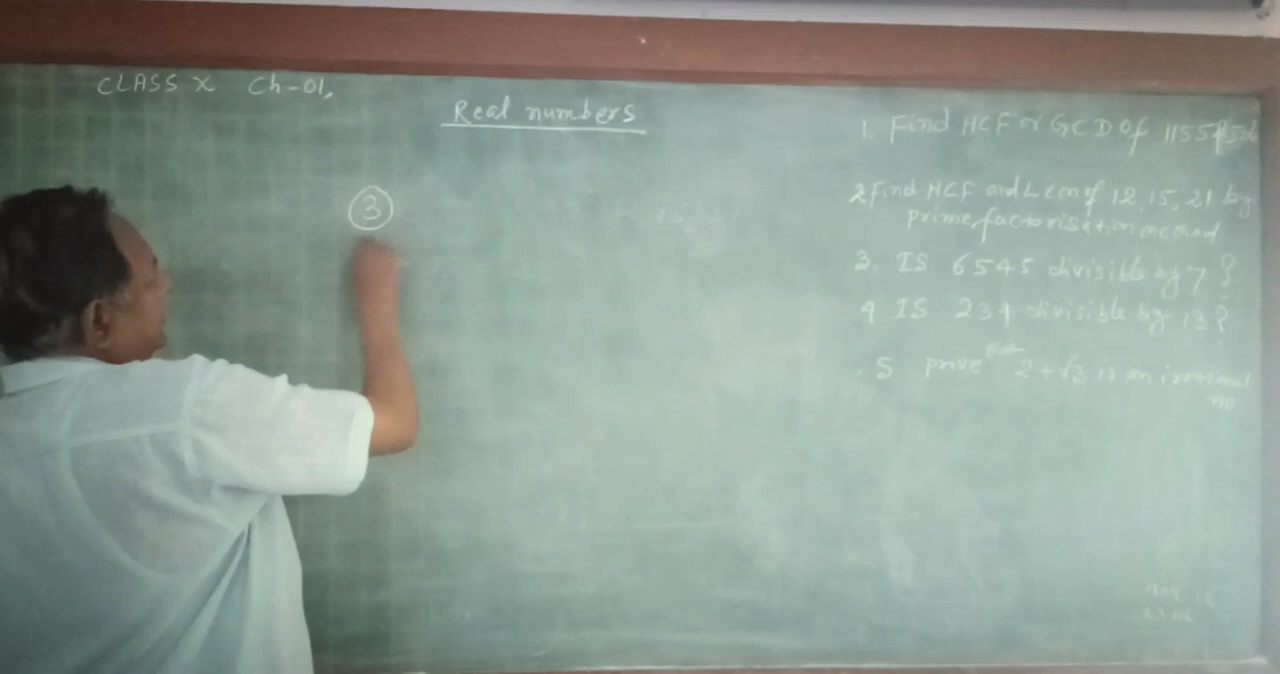 CLASS X Ch-01,
Real numbers
3
1. Find HCF or GCD of 1155
2 Find HCF and Lcm of 12, 15, 21 by
prime factorisation method
3. IS 6545 divisible by 7 ?
4 IS 234 divisible by 13 ?
5 prove 2+√3 is an irrational
no